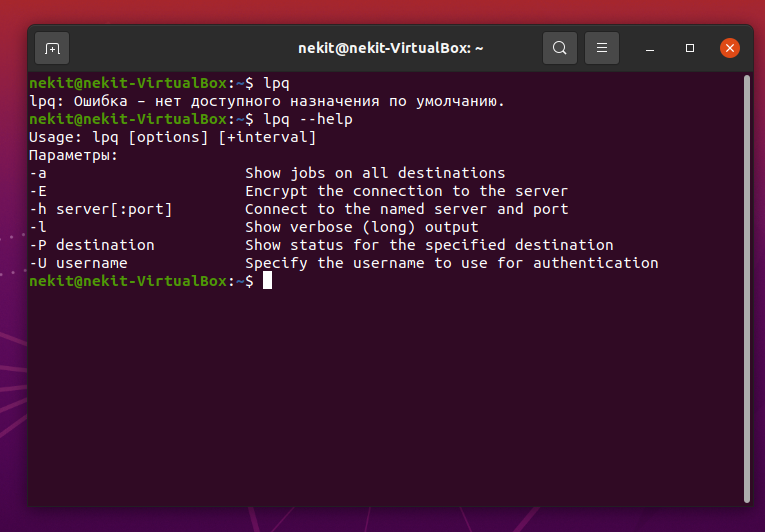 nekit@nekit-VirtualBox: ~
nekit@nekit-VirtualBox:~$ lpq
lpq: Ошибка – нет доступного назначения по умолчанию.
nekit@nekit-VirtualBox:~$ lpq --help
Usage: lpq [options] [+interval]
Параметры:
-a                      Show jobs on all destinations
-E                      Encrypt the connection to the server
-h server[:port]        Connect to the named server and port
-l                      Show verbose (long) output
-P destination          Show status for the specified destination
-U username             Specify the username to use for authentication
nekit@nekit-VirtualBox:~$